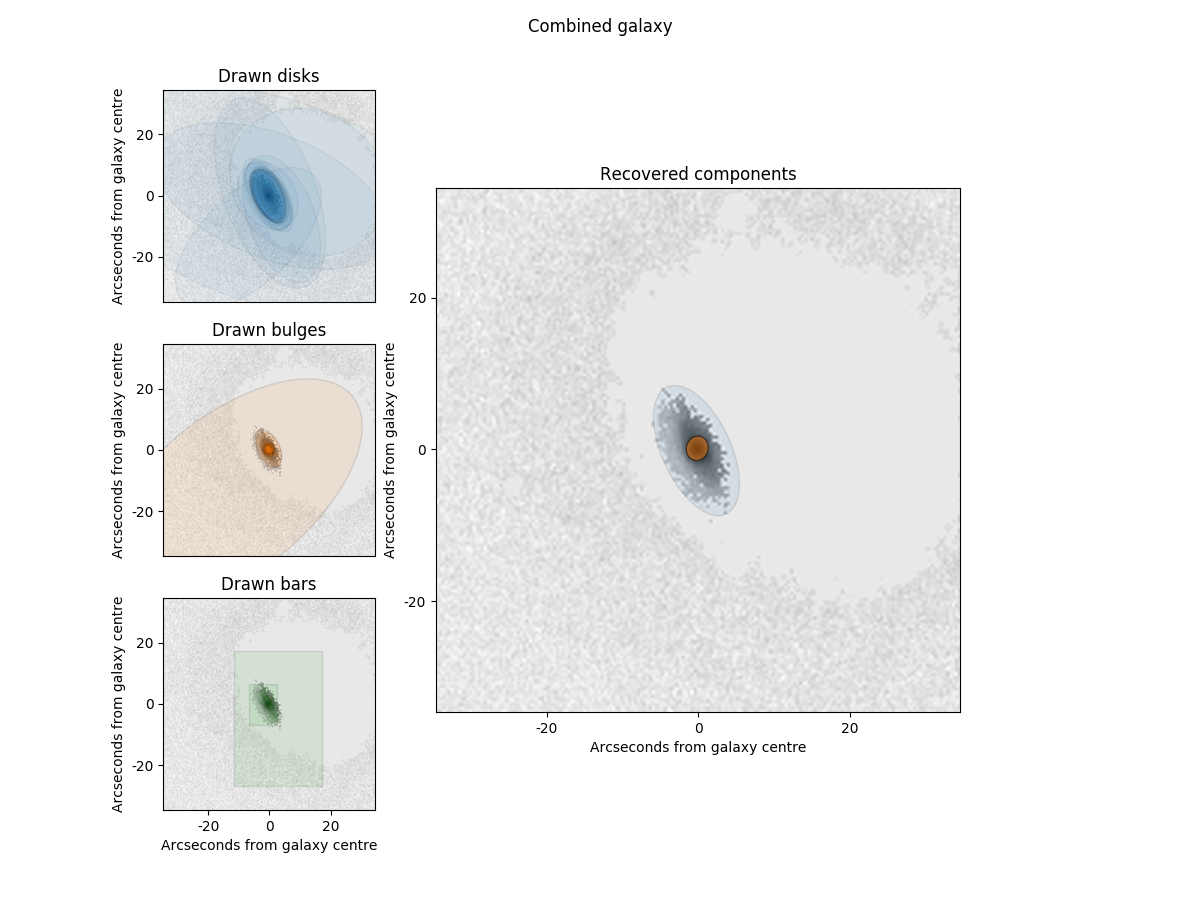 Combined galaxy
Drawn disks
Arcseconds from galaxy centre
20
0
-20
Drawn bulges
Arcseconds from galaxy centre
20
0
-20
Drawn bars
Arcseconds from galaxy centre
20
0
-20
-20 0 20
Arcseconds from galaxy centre
Recovered components
Arcseconds from galaxy centre
20
0
-20
-20 0 20
Arcseconds from galaxy centre